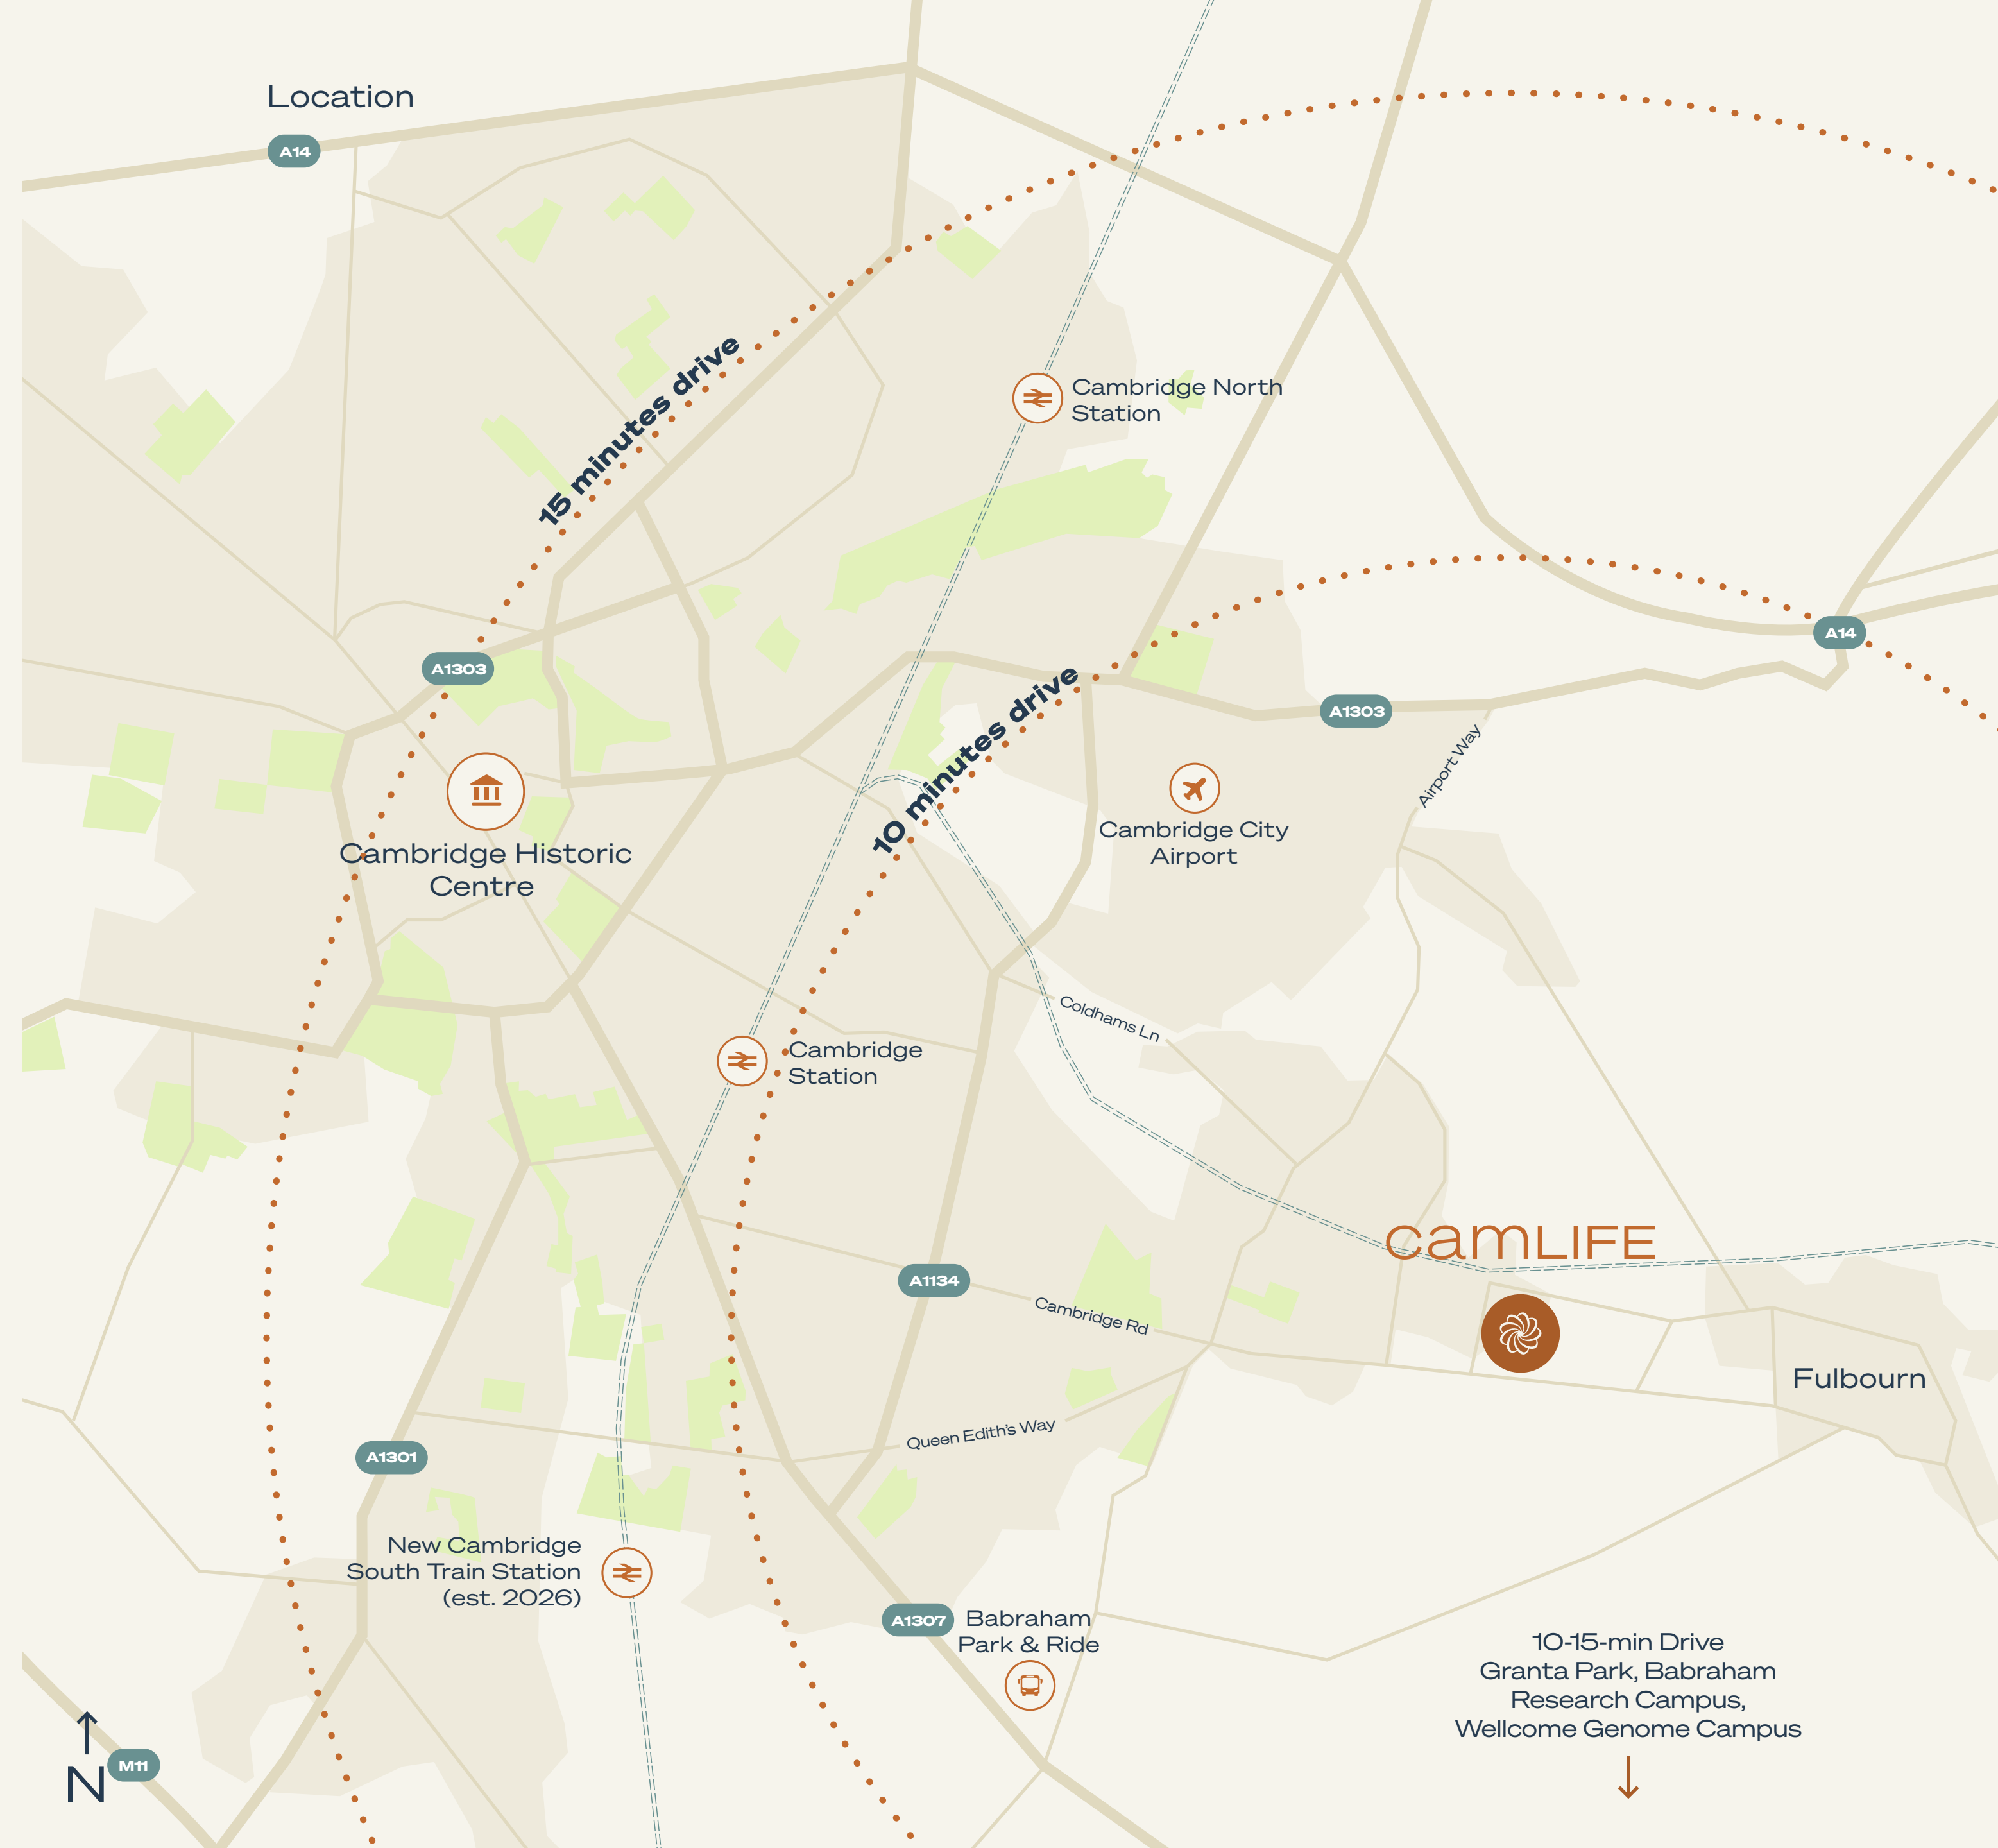 Location
A14
15 minutes drive
Cambridge North
Station
A14
A1303
A1303
10 minutes drive
Airport Way
Cambridge City
Airport
Cambridge Historic
Centre
Coldhams Ln
Cambridge
Station
camLIFE
A1134
Cambridge Rd
Fulbourn
Queen Edith's Way
A1301
New Cambridge
South Train Station
(est. 2026)
A1307
Babraham
Park & Ride
10-15-min Drive
Granta Park, Babraham
Research Campus,
Wellcome Genome Campus
M11
N